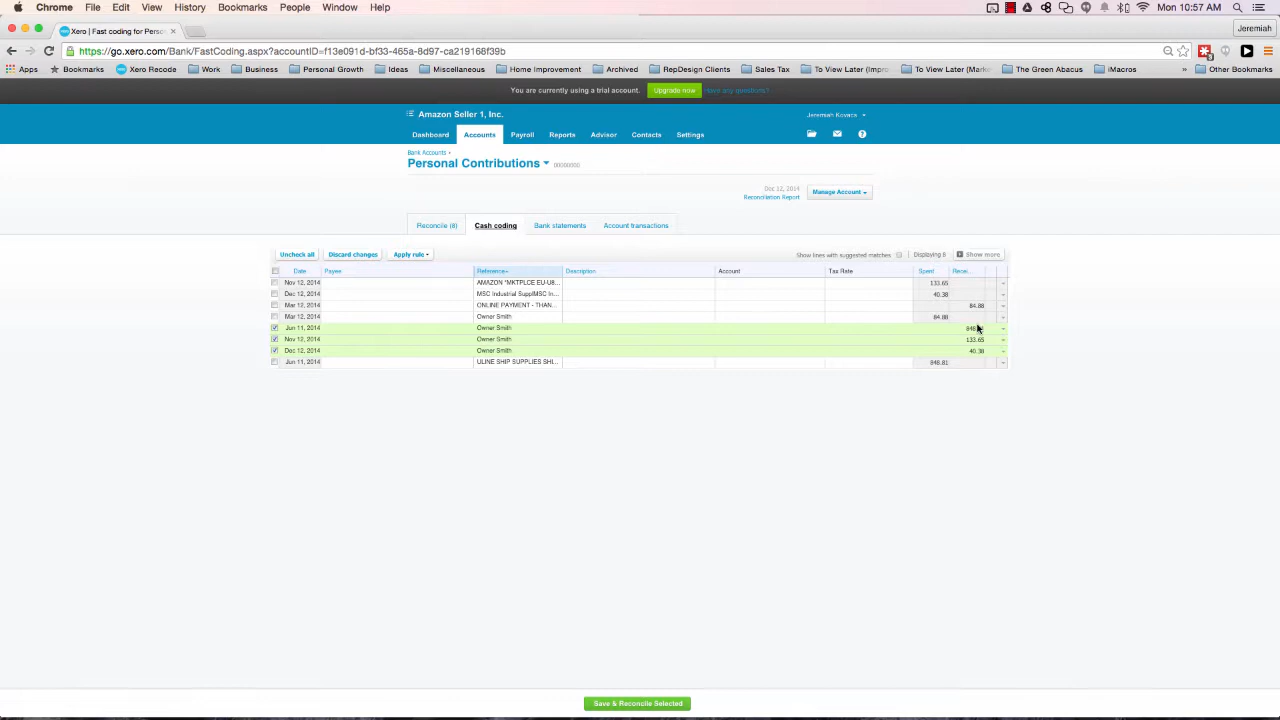 Chrome File Edit View History Bookmarks People Window Help Mon 10:57 AM
Xero | Fast coding for Perso Jeremiah
https://go.xero.com/Bank/FastCoding.aspx?accountID=f13e091d-bf33-465a-8d97-ca219168f39b
Apps Bookmarks Xero Recode Work Business Personal Growth Ideas Miscellaneous Home Improvement Archived RepDesign Clients Sales Tax To View Later (Impro To View Later (Mark The Green Abacus iMac » Other Bookmarks
You are currently using a trial account. Upgrade now Have any questions?
Amazon Seller 1, Inc. Jeremiah Kovacs
Dashboard Accounts Payroll Reports Advisor Contacts Settings ?
Bank Accounts ›
Personal Contributions
Dec 12, 2014
Reconciliation Report Manage Account
Reconcile (8) Cash coding Bank statements Account transactions
Uncheck all Discard changes Apply rule Show lines with suggested matches Displaying 8 Show more
Date Payee Reference Description Account Tax Rate Spent Recei...
Nov 12, 2014 AMAZON *MKTPLCE EU-U8... 133.65
Dec 12, 2014 MSC Industrial Suppl MSC In... 40.38
Mar 12, 2014 ONLINE PAYMENT - THAN... 84.88
Mar 12, 2014 Owner Smith 84.88
Jun 11, 2014 Owner Smith
Nov 12, 2014 Owner Smith 133.65
Dec 12, 2014 Owner Smith 40.38
Jun 11, 2014 ULINE SHIP SUPPLIES SHI... 848.81
Save & Reconcile Selected